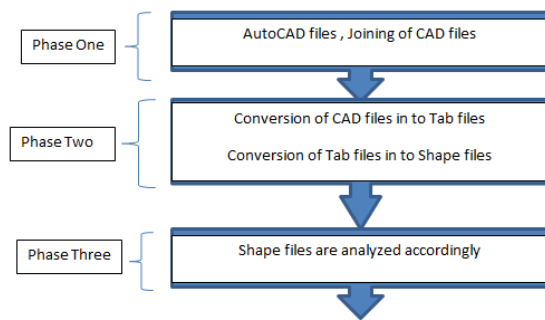 Phase One
AutoCAD files , Joining of CAD files
Phase Two
Conversion of CAD files in to Tab files
Conversion of Tab files in to Shape files
Phase Three
Shape files are analyzed accordingly